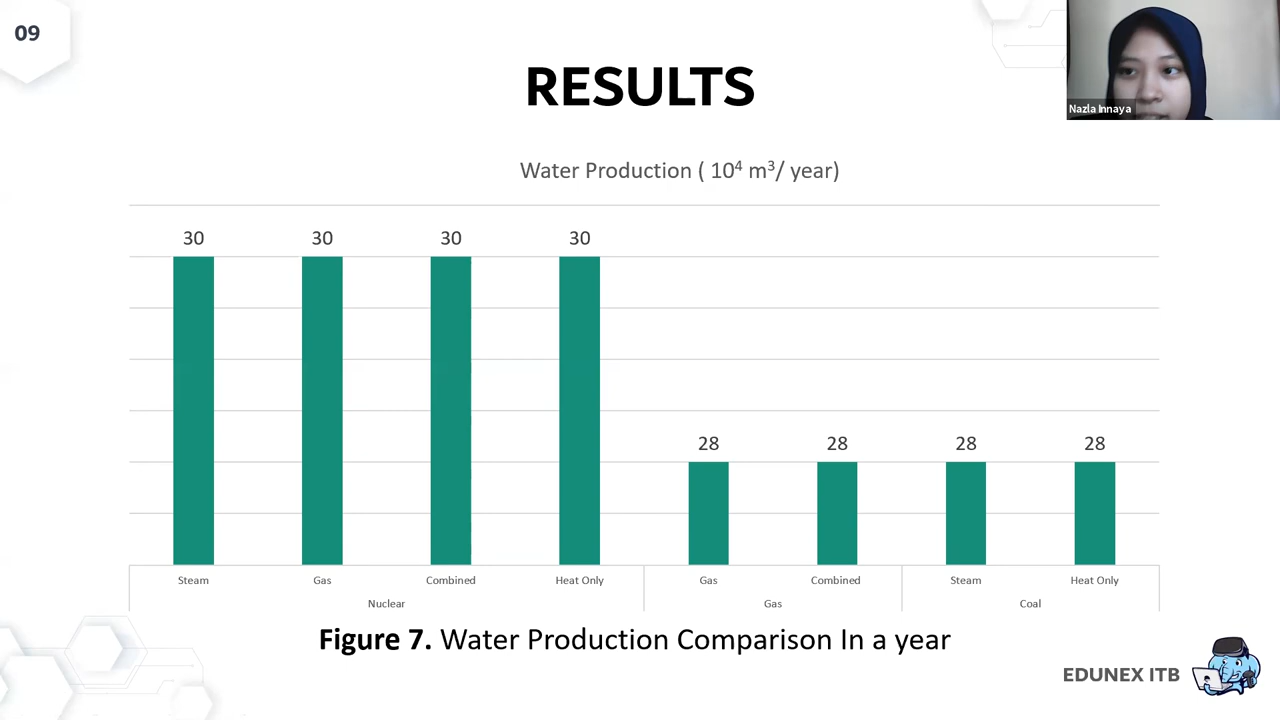 09
RESULTS
Nazla Innaya
Water Production ( 10⁴ m³/ year)
30 30 30 30
28 28 28 28
Steam Gas Combined Heat Only Gas Combined Steam Heat Only
Nuclear Gas Coal
Figure 7. Water Production Comparison In a year
EDUNEX ITB